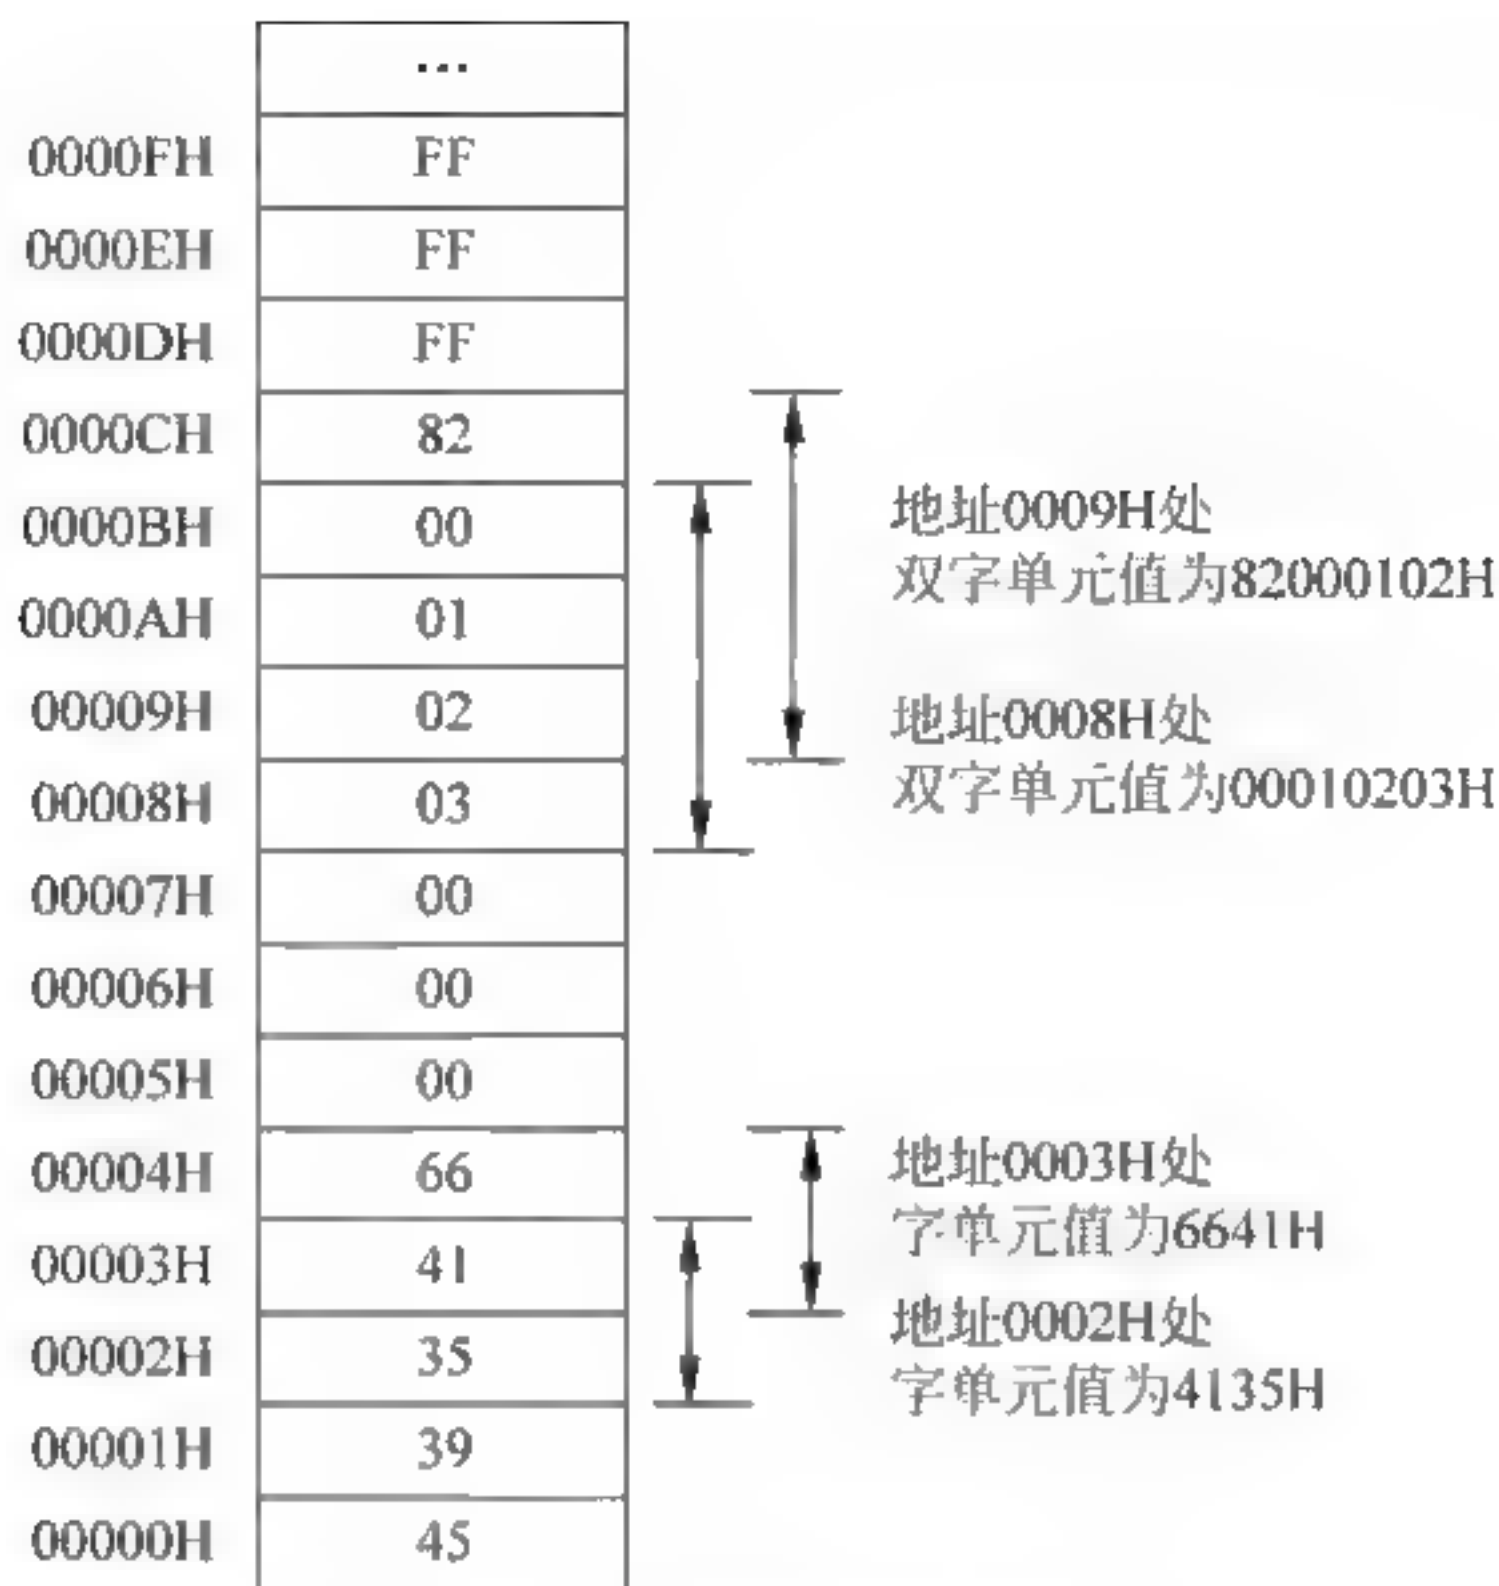 ...
0000FH FF
0000EH FF
0000DH FF
0000CH 82
0000BH 00
地址0009H处
双字单元值为82000102H
0000AH 01
00009H 02
地址0008H处
双字单元值为00010203H
00008H 03
00007H 00
00006H 00
00005H 00
00004H 66
地址0003H处
字单元值为6641H
00003H 41
00002H 35
地址0002H处
字单元值为4135H
00001H 39
00000H 45